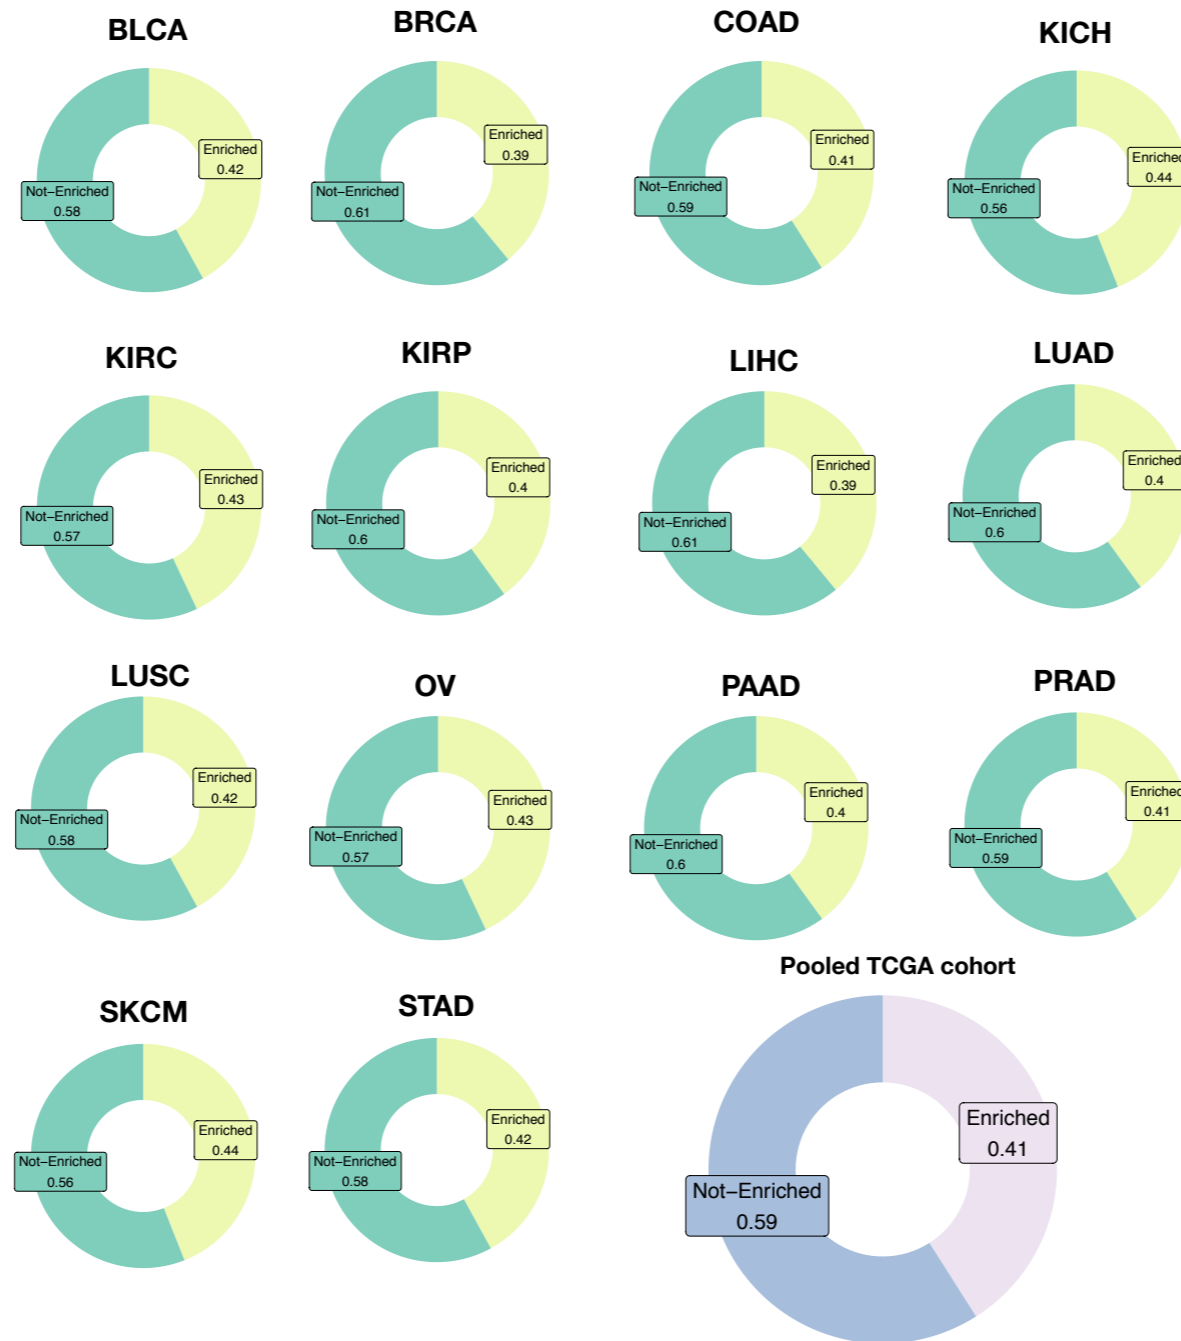 BLCA
Enriched
0.42
Not−Enriched
0.58
BRCA
Enriched
0.39
Not−Enriched
0.61
COAD
Enriched
0.41
Not−Enriched
0.59
KICH
Enriched
0.44
Not−Enriched
0.56
KIRC
Enriched
0.43
Not−Enriched
0.57
KIRP
Enriched
0.4
Not−Enriched
0.6
LIHC
Enriched
0.39
Not−Enriched
0.61
LUAD
Enriched
0.4
Not−Enriched
0.6
LUSC
Enriched
0.42
Not−Enriched
0.58
OV
Enriched
0.43
Not−Enriched
0.57
PAAD
Enriched
0.4
Not−Enriched
0.6
PRAD
Enriched
0.41
Not−Enriched
0.59
SKCM
Enriched
0.44
Not−Enriched
0.56
STAD
Enriched
0.42
Not−Enriched
0.58
Pooled TCGA cohort
Enriched
0.41
Not−Enriched
0.59